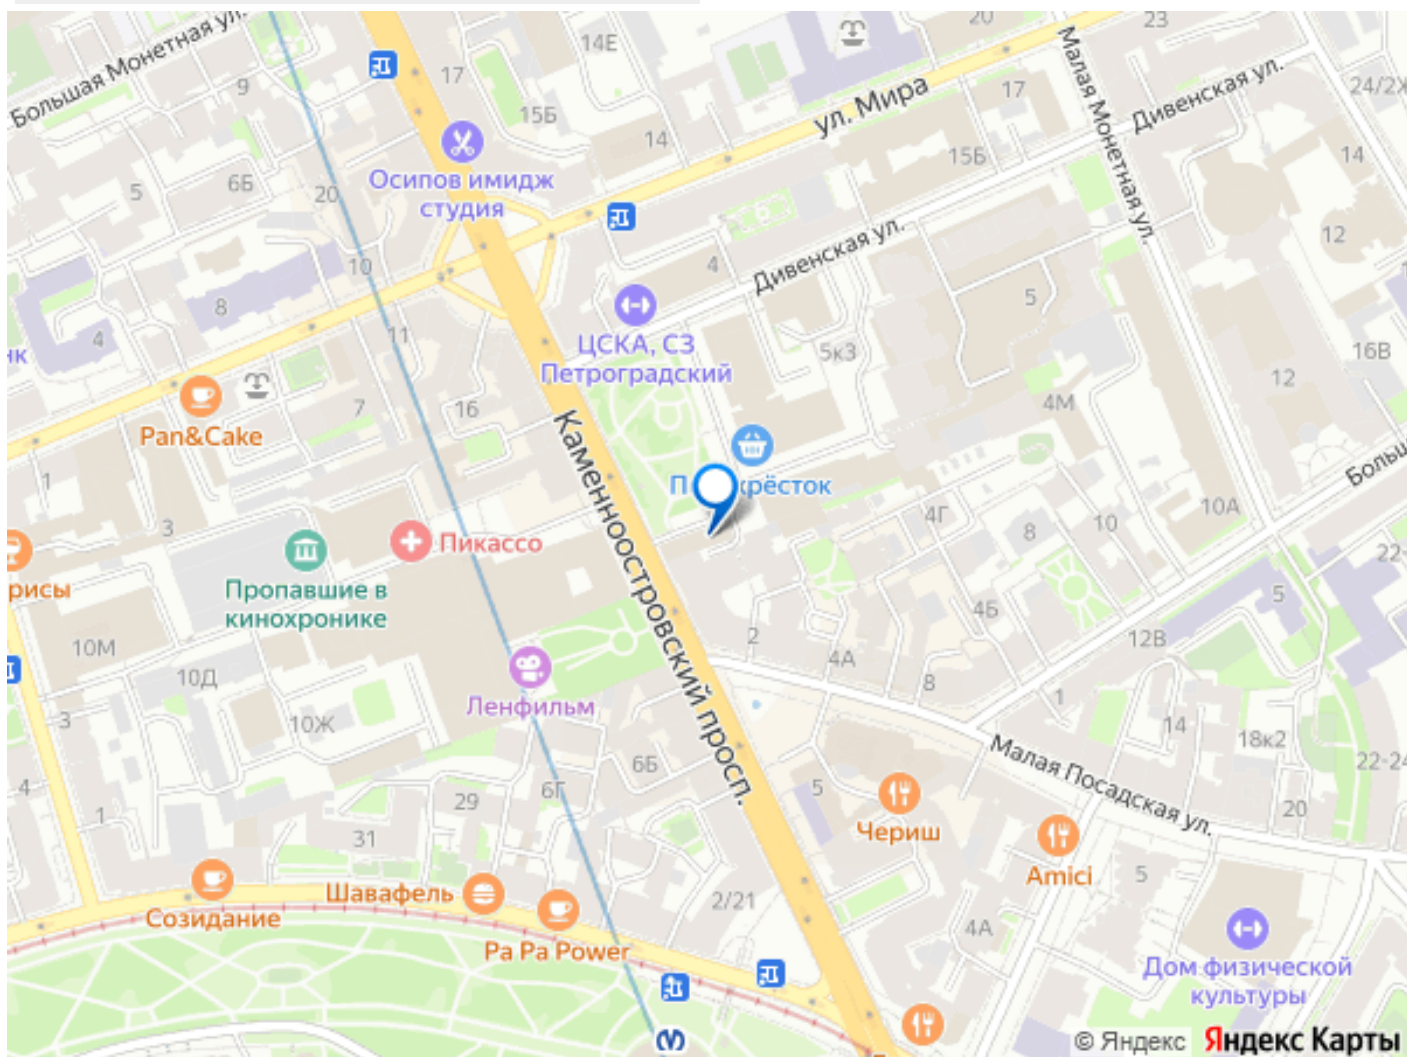 Большая Монетная ул.
9
17
14Е
20
23
15Б
14
ул. Мира
17
Малая Монетная ул.
Дивенская ул.
24/2
14
15Б
5
6Б
20
Осипов имидж
студия
6
12
10
4
Дивенская ул.
8
4
11
нк
ЦСКА, СЗ
Петроградский
5к3
5
16В
12
7
16
Pan&Cake
4М
Каменноостровский просп.
1
3
10А
4Г
8
10
22-
Пикассо
рисы
Пропавшие в
кинохронике
10М
10Д
2
4А
4Б
8
12В
5
1
Ленфильм
3
10Ж
14
18к2
22-24
6Б
Малая Посадская ул.
4
1
29
6Г
5
20
31
Чериш
Amici
5
Шавафель
Созидание
2/21
4А
Pa Pa Power
Дом физической
культуры
© Яндекс Яндекс Карты